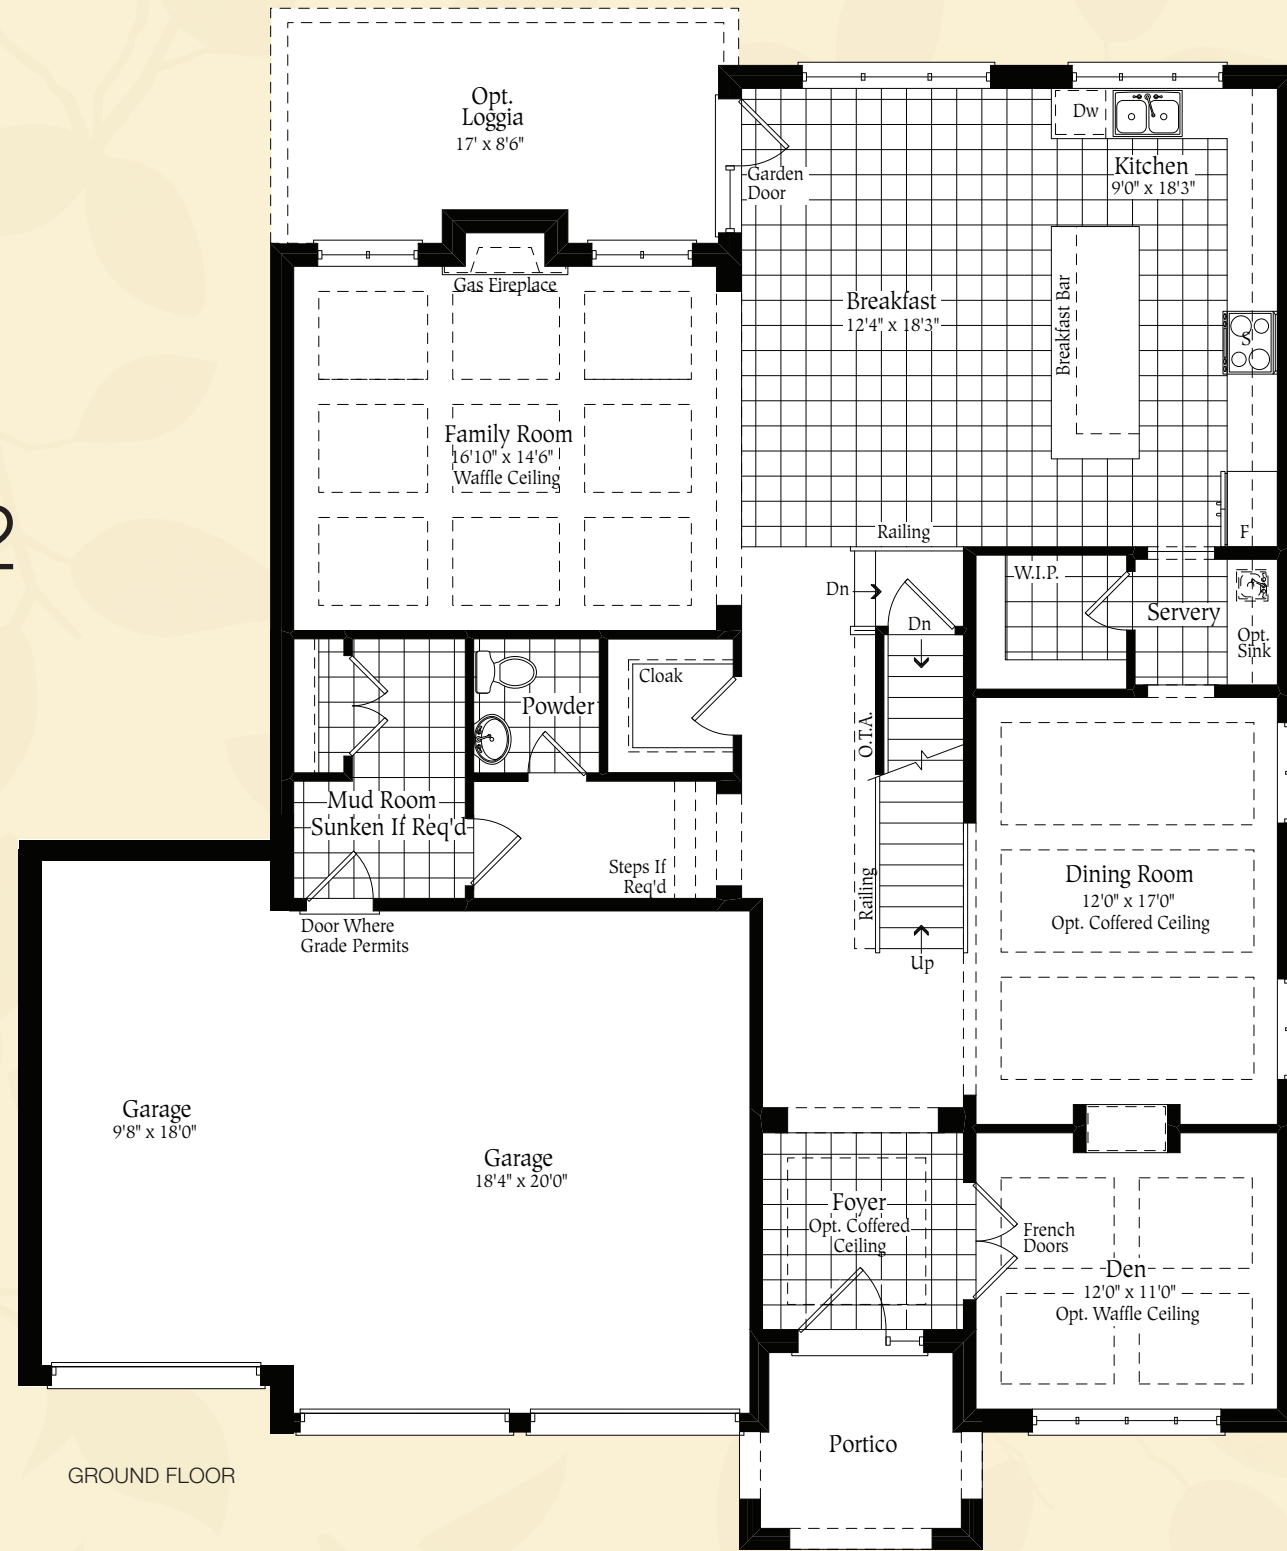 Opt.
Loggia
17' x 8'6"
Dw
Kitchen
9'0" x 18'3"
Garden
Door
Gas Fireplace
Breakfast
12'4" x 18'3"
Breakfast Bar
S
Family Room
16'10" x 14'6"
Waffle Ceiling
2
Railing
F
Dn
Dn
W.I.P.
Servery
Opt.
Sink
Cloak
Powder
O.T.A.
Mud Room
Sunken If Req'd
Steps If
Req'd
Railing
Dining Room
12'0" x 17'0"
Opt. Coffered Ceiling
Door Where
Grade Permits
Up
Garage
9'8" x 18'0"
Garage
18'4" x 20'0"
Foyer
Opt. Coffered
Ceiling
French
Doors
Den
12'0" x 11'0"
Opt. Waffle Ceiling
Portico
GROUND FLOOR